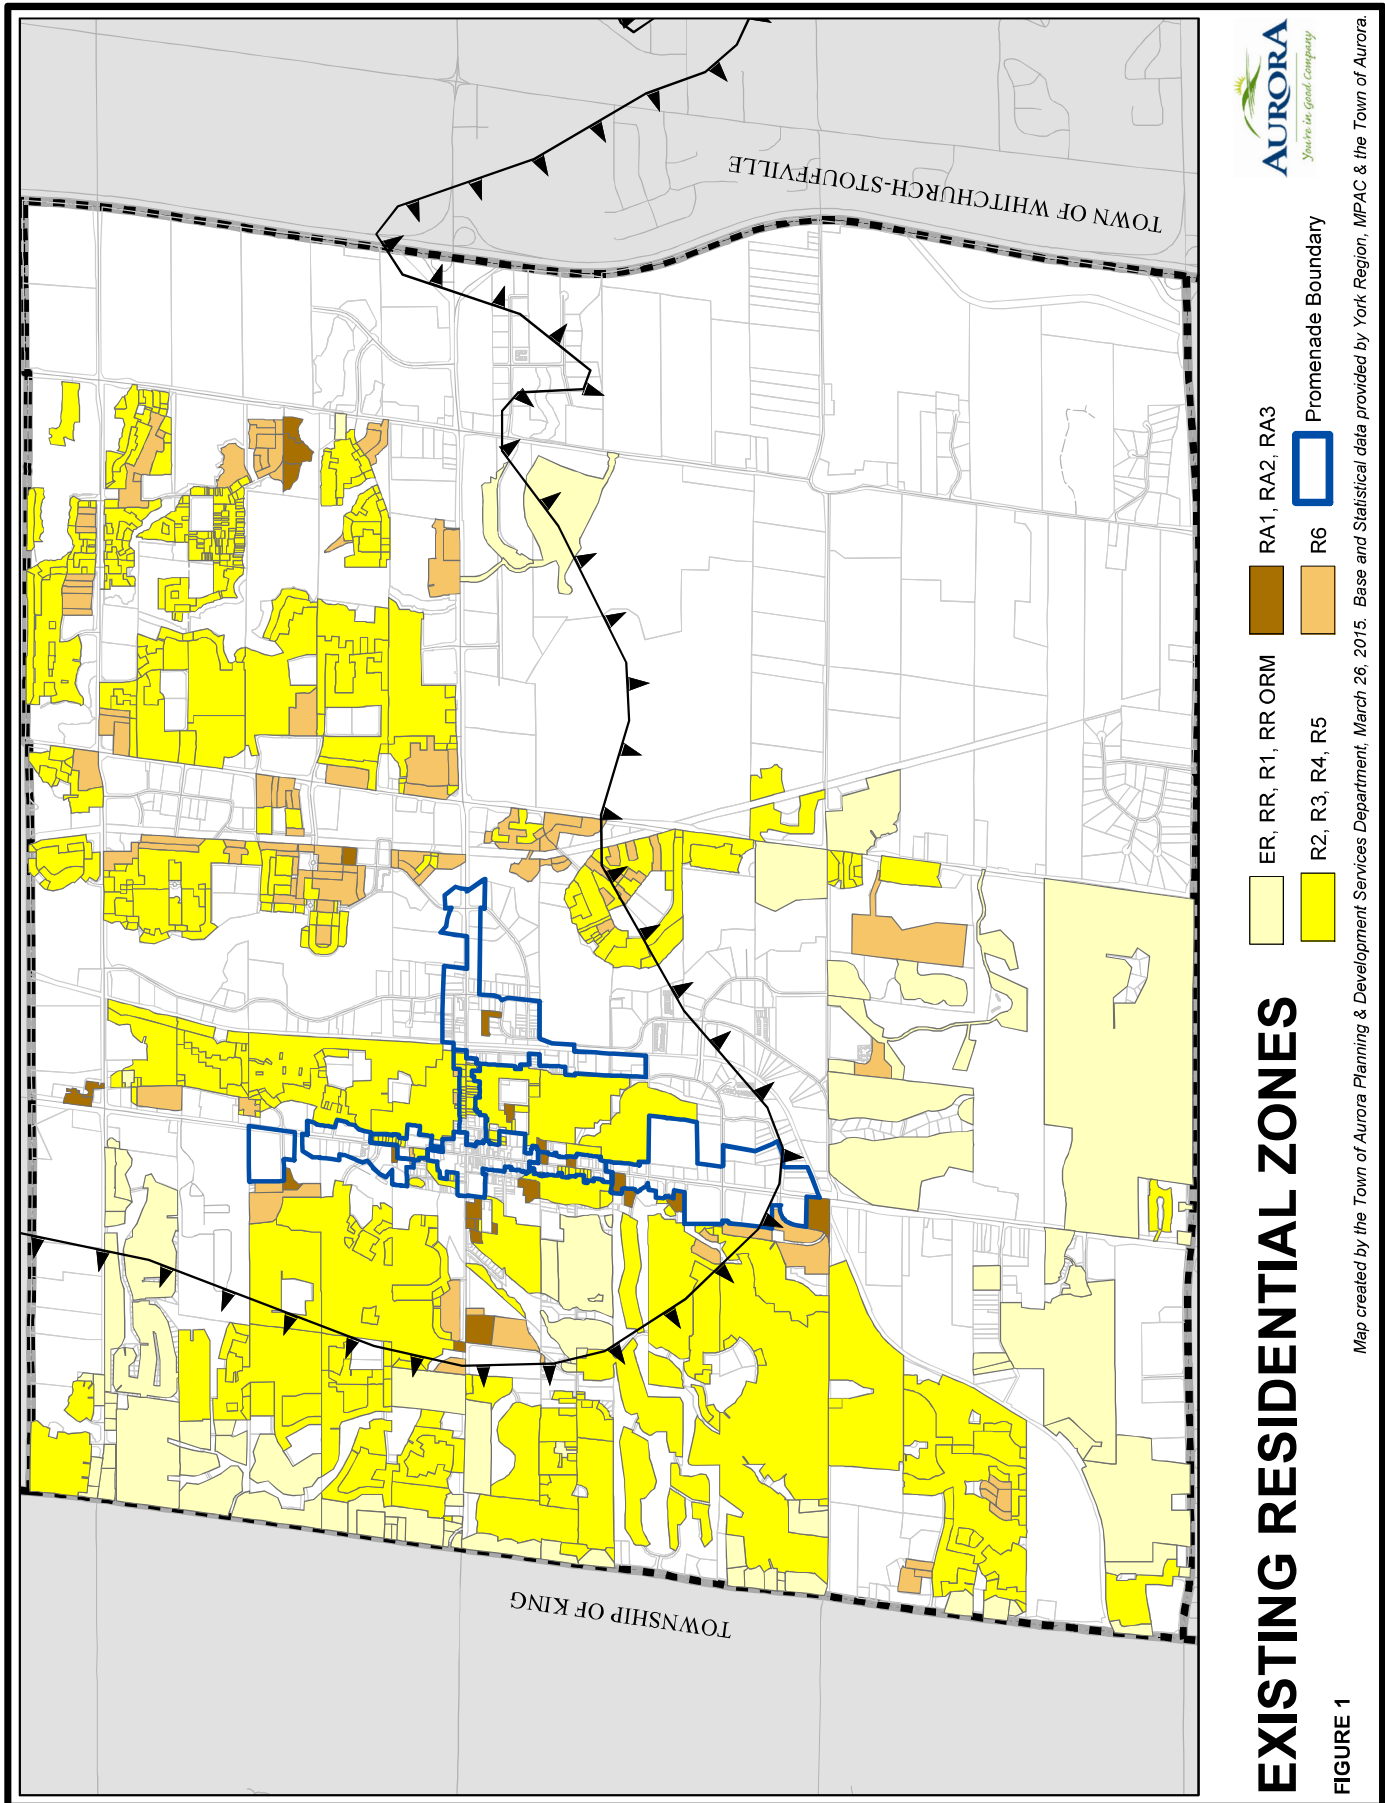 TOWNSHIP OF KING
TOWN OF WHITCHURCH-STOUFFVILLE
EXISTING RESIDENTIAL ZONES
FIGURE 1
ER, RR, R1, RR ORM
R2, R3, R4, R5
RA1, RA2, RA3
R6
Promenade Boundary
AURORA
You're in Good Company
Map created by the Town of Aurora Planning & Development Services Department, March 26, 2015. Base and Statistical data provided by York Region, MPAC & the Town of Aurora.